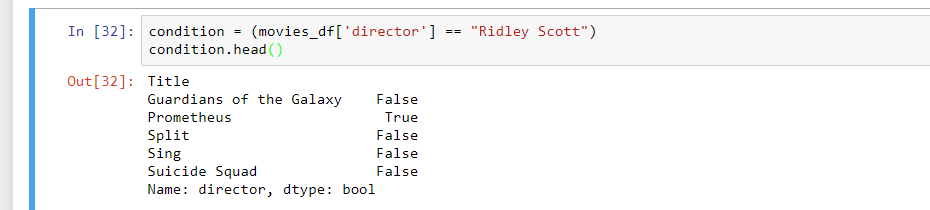 In [32]: condition = (movies_df['director'] == "Ridley Scott")
condition.head()
Out[32]: Title
Guardians of the Galaxy    False
Prometheus                  True
Split                      False
Sing                       False
Suicide Squad              False
Name: director, dtype: bool